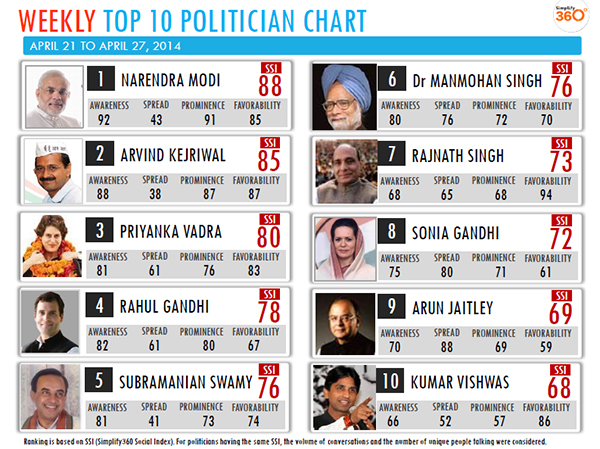 WEEKLY TOP 10 POLITICIAN CHART
Simplify
360°
APRIL 21 TO APRIL 27, 2014
1 NARENDRA MODI SSI 88
AWARENESS SPREAD PROMINENCE FAVORABILITY
92 43 91 85
2 ARVIND KEJRIWAL SSI 85
AWARENESS SPREAD PROMINENCE FAVORABILITY
88 38 87 87
3 PRIYANKA VADRA SSI 80
AWARENESS SPREAD PROMINENCE FAVORABILITY
81 61 76 83
4 RAHUL GANDHI SSI 78
AWARENESS SPREAD PROMINENCE FAVORABILITY
82 61 80 67
5 SUBRAMANIAN SWAMY SSI 76
AWARENESS SPREAD PROMINENCE FAVORABILITY
81 41 73 74
6 Dr MANMOHAN SINGH SSI 76
AWARENESS SPREAD PROMINENCE FAVORABILITY
80 76 72 70
7 RAJNATH SINGH SSI 73
AWARENESS SPREAD PROMINENCE FAVORABILITY
68 65 68 94
8 SONIA GANDHI SSI 72
AWARENESS SPREAD PROMINENCE FAVORABILITY
75 80 71 61
9 ARUN JAITLEY SSI 69
AWARENESS SPREAD PROMINENCE FAVORABILITY
70 88 69 59
10 KUMAR VISHWAS SSI 68
AWARENESS SPREAD PROMINENCE FAVORABILITY
66 52 57 86
Ranking is based on SSI (Simplify360 Social Index). For politicians having the same SSI, the volume of conversations and the number of unique people talking were considered.